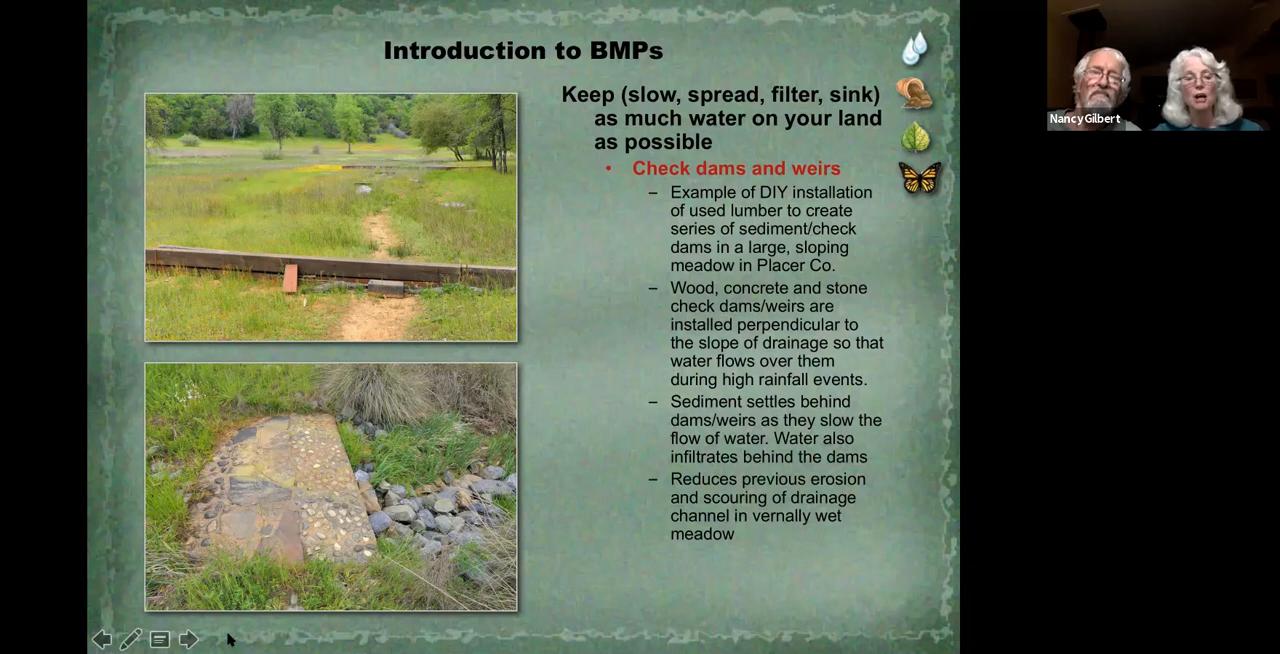 Introduction to BMPs
Keep (slow, spread, filter, sink)
as much water on your land
as possible
• Check dams and weirs
– Example of DIY installation
of used lumber to create
series of sediment/check
dams in a large, sloping
meadow in Placer Co.
– Wood, concrete and stone
check dams/weirs are
installed perpendicular to
the slope of drainage so that
water flows over them
during high rainfall events.
– Sediment settles behind
dams/weirs as they slow the
flow of water. Water also
infiltrates behind the dams
– Reduces previous erosion
and scouring of drainage
channel in vernally wet
meadow
Nancy Gilbert